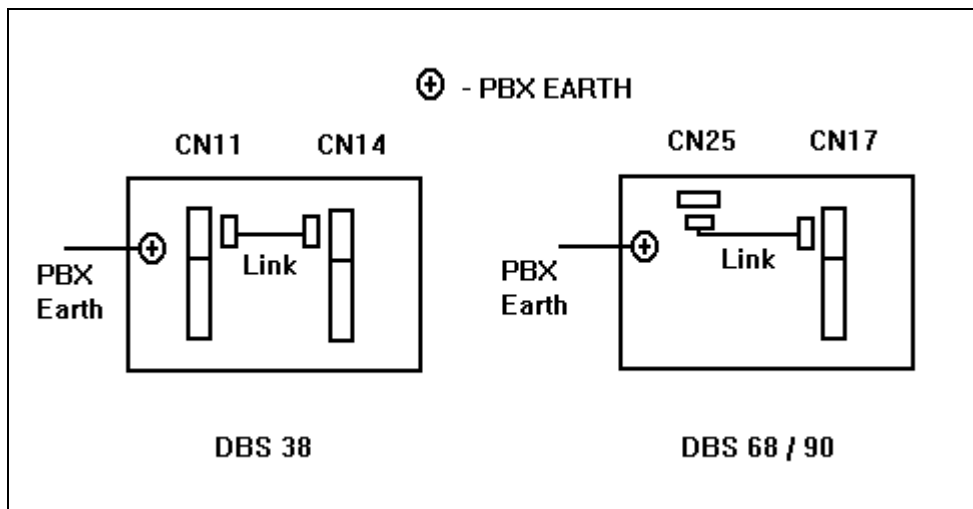 - PBX EARTH
CN11 CN14
Link
PBX
Earth
DBS 38
CN25 CN17
Link
PBX
Earth
DBS 68 / 90